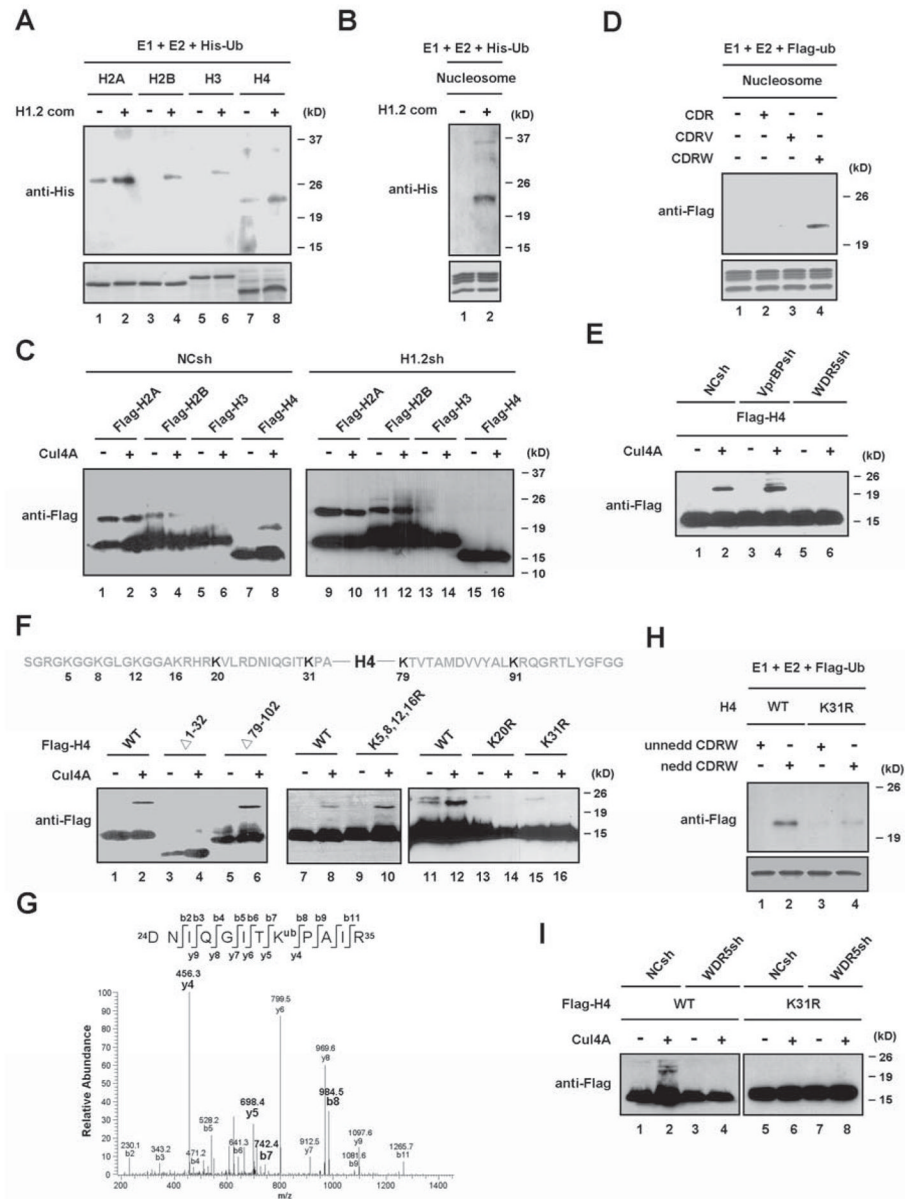 A
E1 + E2 + His-Ub
H2A H2B H3 H4
H1.2 com - + - + - + - + (kD)
anti-His
– 37
– 26
– 19
– 15
1 2 3 4 5 6 7 8
B
E1 + E2 + His-Ub
Nucleosome
H1.2 com - + (kD)
anti-His
– 37
– 26
– 19
– 15
1 2
D
E1 + E2 + Flag-ub
Nucleosome
CDR - + - -
CDRV - - + -
CDRW - - - +
(kD)
anti-Flag
– 26
– 19
1 2 3 4
C
NCsh H1.2sh
Flag-H2A Flag-H2B Flag-H3 Flag-H4 Flag-H2A Flag-H2B Flag-H3 Flag-H4
Cul4A - + - + - + - + - + - + - + - + (kD)
anti-Flag
– 37
– 26
– 19
– 15
– 10
1 2 3 4 5 6 7 8 9 10 11 12 13 14 15 16
E
NCsh VprBPsh WDR5sh
Flag-H4
Cul4A - + - + - + (kD)
anti-Flag
– 26
– 19
– 15
1 2 3 4 5 6
F
SGRGKGGKGLGKGGAKRHRKVLRDNIQGITKPA — H4 — KTVTAMDVVYALKRQGRTLYGFGG
5 8 12 16 20 31 79 91
Flag-H4 WT △1-32 △79-102 WT K5,8,12,16R WT K20R K31R
Cul4A - + - + - + - + - + - + - + - + (kD)
anti-Flag
– 26
– 15
1 2 3 4 5 6 7 8 9 10 11 12 13 14 15 16
H
E1 + E2 + Flag-Ub
H4 WT K31R
unnedd CDRW + - + -
nedd CDRW - + - + (kD)
anti-Flag
– 26
– 19
1 2 3 4
G
b2 b3 b4 b5 b6 b7 b8 b9 b11
24D N I Q G I T KubP A I R35
y9 y8 y7 y6 y5 y4
Relative Abundance
100
90
80
70
60
50
40
30
20
10
0
456.3
y4
799.5
y6
969.6
y8
984.5
b8
698.4
y5
742.4
b7
528.2
b5
641.3
b6
230.1
b2
343.2
b3
471.2
b4
912.5
y7
1097.6
y9
1081.6
b9
1265.7
b11
200 400 600 800 1000 1200 1400
m/z
I
NCsh WDR5sh NCsh WDR5sh
Flag-H4 WT K31R
Cul4A - + - + - + - + (kD)
anti-Flag
– 26
– 19
– 15
1 2 3 4 5 6 7 8